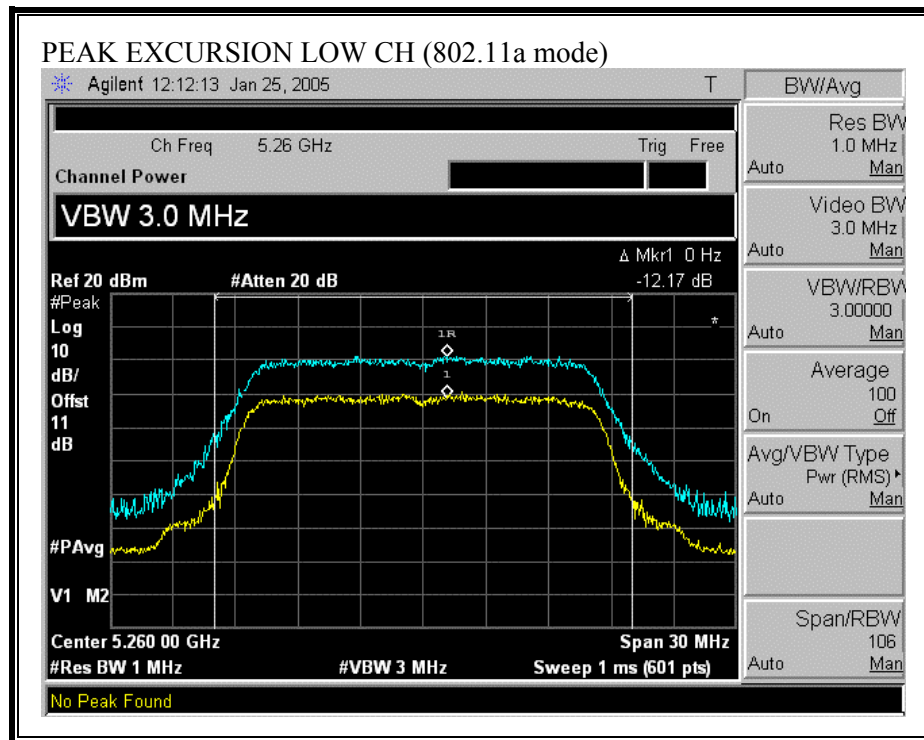 PEAK EXCURSION LOW CH (802.11a mode)
Agilent 12:12:13 Jan 25, 2005 T
BW/Avg
Ch Freq 5.26 GHz Trig Free
Channel Power
VBW 3.0 MHz
Δ Mkr1 0 Hz
Ref 20 dBm #Atten 20 dB -12.17 dB
#Peak
Log
10
dB/
Offst
11
dB
#PAvg
V1 M2
*
1R
1
Center 5.260 00 GHz Span 30 MHz
#Res BW 1 MHz #VBW 3 MHz Sweep 1 ms (601 pts)
No Peak Found
Res BW
1.0 MHz
Auto Man
Video BW
3.0 MHz
Auto Man
VBW/RBW
3.00000
Auto Man
Average
100
On Off
Avg/VBW Type
Pwr (RMS)
Auto Man
Span/RBW
106
Auto Man